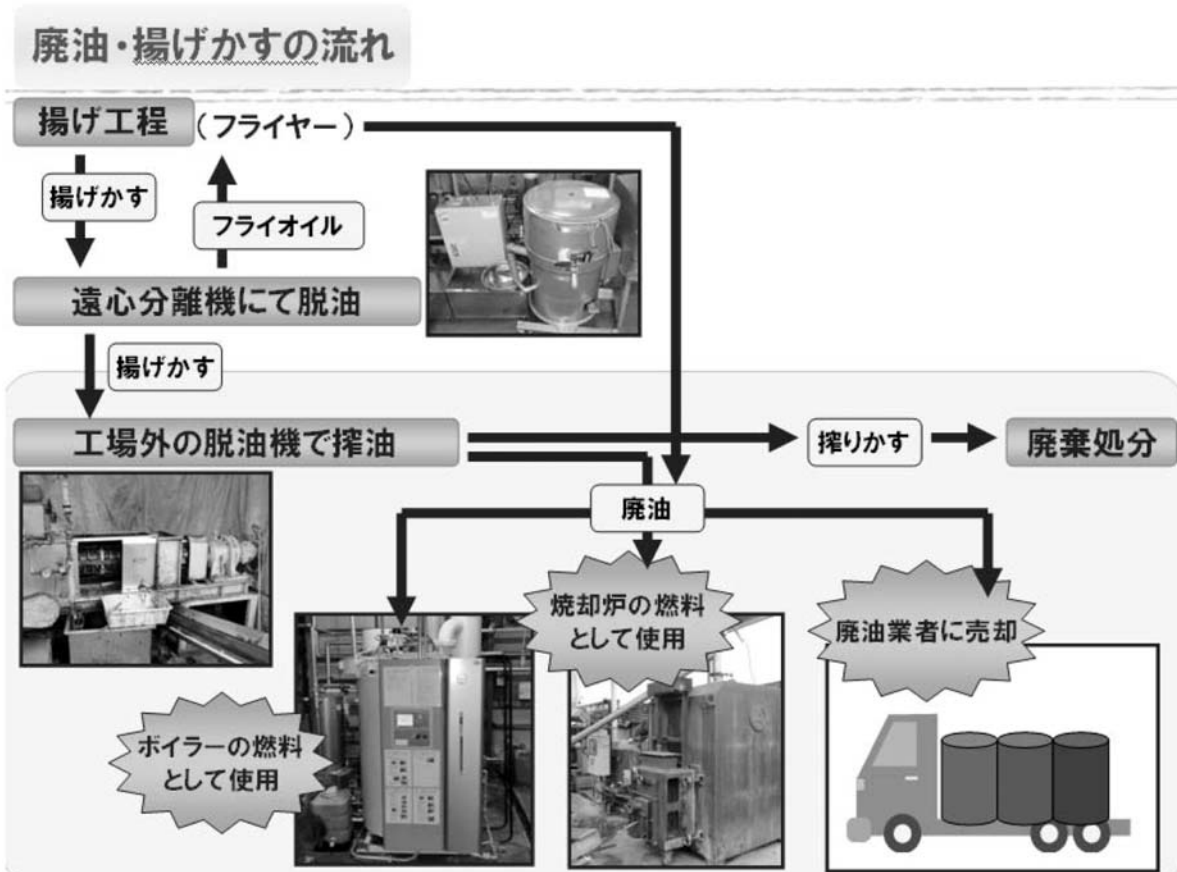 廃油・揚げかすの流れ
揚げ工程(フライヤー)
揚げかす
フライオイル
遠心分離機にて脱油
揚げかす
工場外の脱油機で搾油
搾りかす
廃棄処分
廃油
焼却炉の燃料
として使用
廃油業者に売却
ボイラーの燃料
として使用